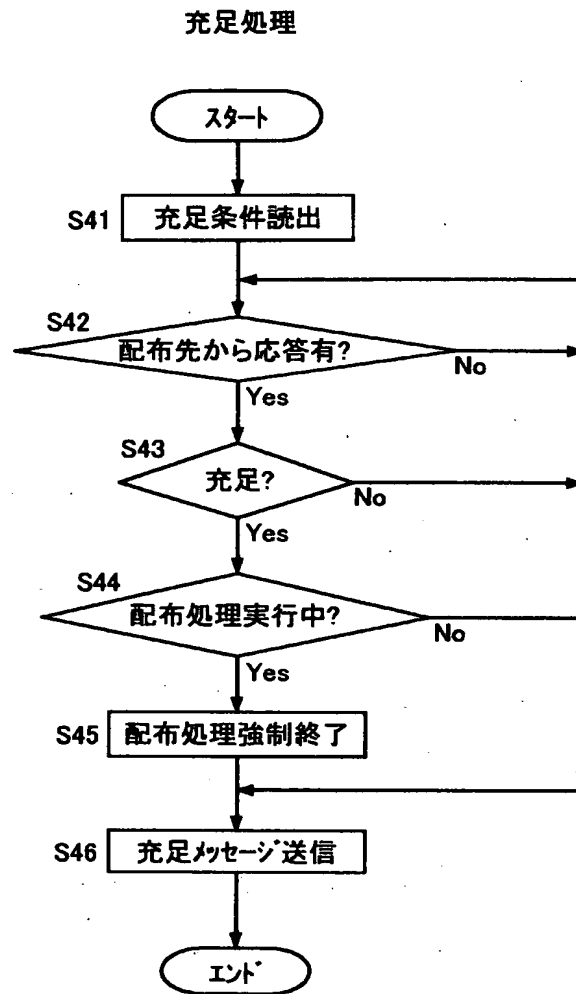 充足処理
スタート
S41
充足条件読出
S42
配布先から応答有?
No
Yes
S43
充足?
No
Yes
S44
配布処理実行中?
No
Yes
S45
配布処理強制終了
S46
充足メッセージ送信
エンド